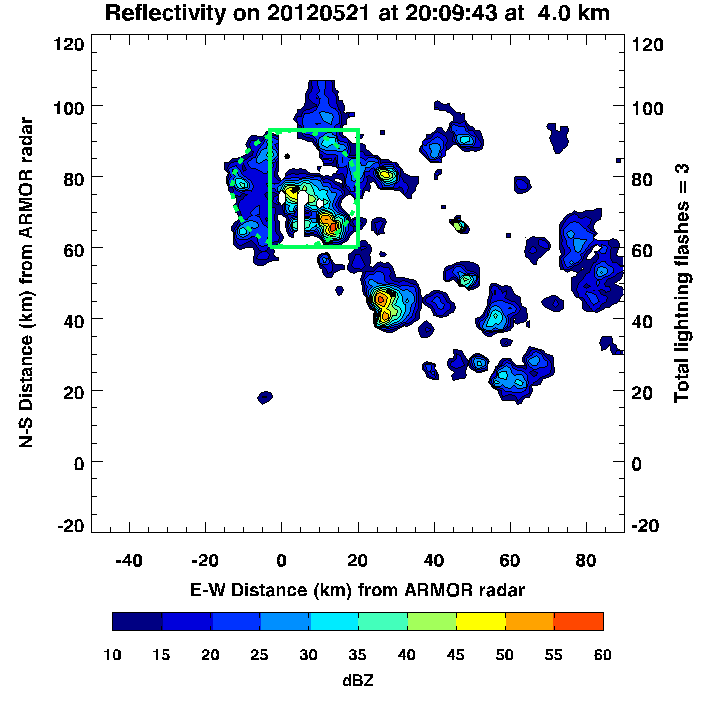 Reflectivity on 20120521 at 20:09:43 at 4.0 km
120 120
100 100
80 80
60 60
40 40
20 20
0 0
-20 -20
N-S Distance (km) from ARMOR radar
Total lightning flashes = 3
-40 -20 0 20 40 60 80
E-W Distance (km) from ARMOR radar
10 15 20 25 30 35 40 45 50 55 60
dBZ